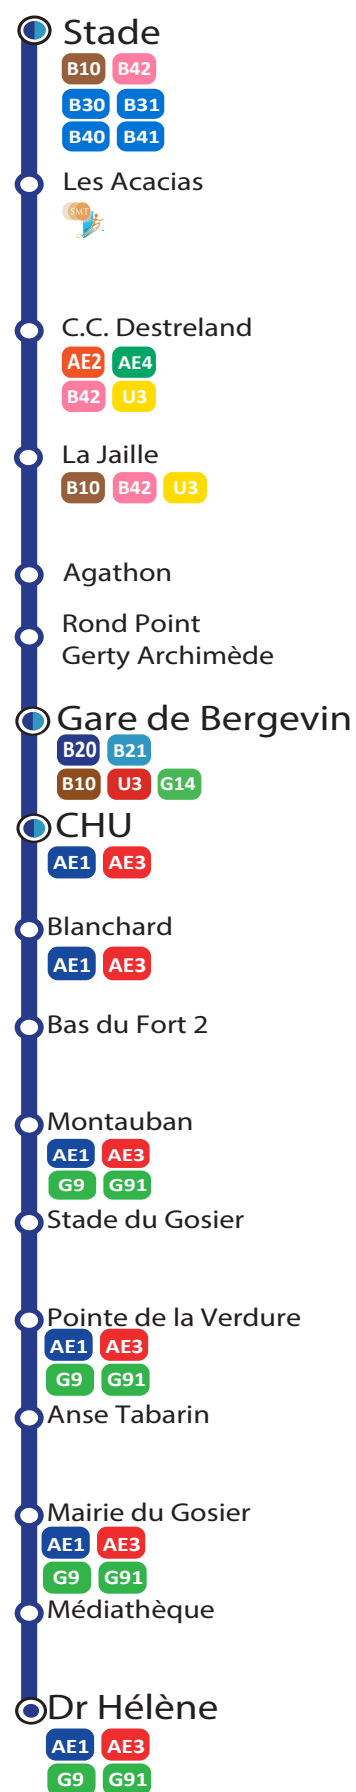 Stade
B10 B42
B30 B31
B40 B41
Les Acacias
SMT
C.C. Destreland
AE2 AE4
B42 U3
La Jaille
B10 B42 U3
Agathon
Rond Point
Gerty Archimède
Gare de Bergevin
B20 B21
B10 U3 G14
CHU
AE1 AE3
Blanchard
AE1 AE3
Bas du Fort 2
Montauban
AE1 AE3
G9 G91
Stade du Gosier
Pointe de la Verdure
AE1 AE3
G9 G91
Anse Tabarin
Mairie du Gosier
AE1 AE3
G9 G91
Médiathèque
Dr Hélène
AE1 AE3
G9 G91